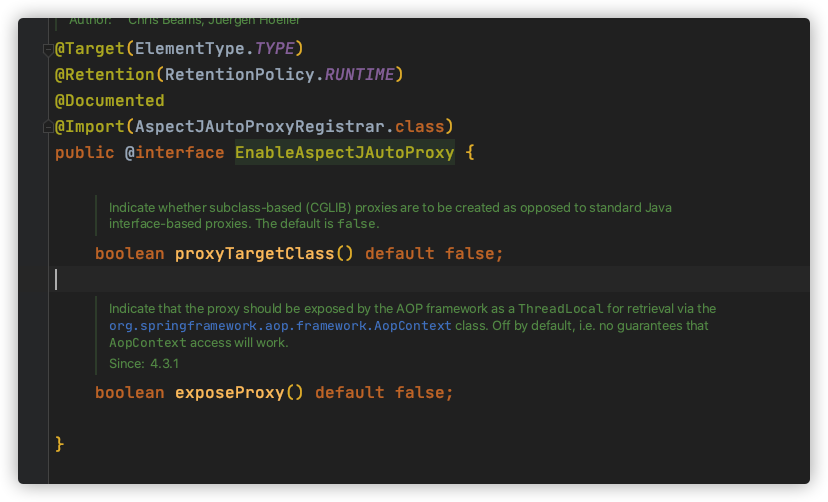 Author: Chris Beams, Juergen Hoeller
@Target(ElementType.TYPE)
@Retention(RetentionPolicy.RUNTIME)
@Documented
@Import(AspectJAutoProxyRegistrar.class)
public @interface EnableAspectJAutoProxy {
Indicate whether subclass-based (CGLIB) proxies are to be created as opposed to standard Java
interface-based proxies. The default is false.
boolean proxyTargetClass() default false;
Indicate that the proxy should be exposed by the AOP framework as a ThreadLocal for retrieval via the
org.springframework.aop.framework.AopContext class. Off by default, i.e. no guarantees that
AopContext access will work.
Since: 4.3.1
boolean exposeProxy() default false;
}